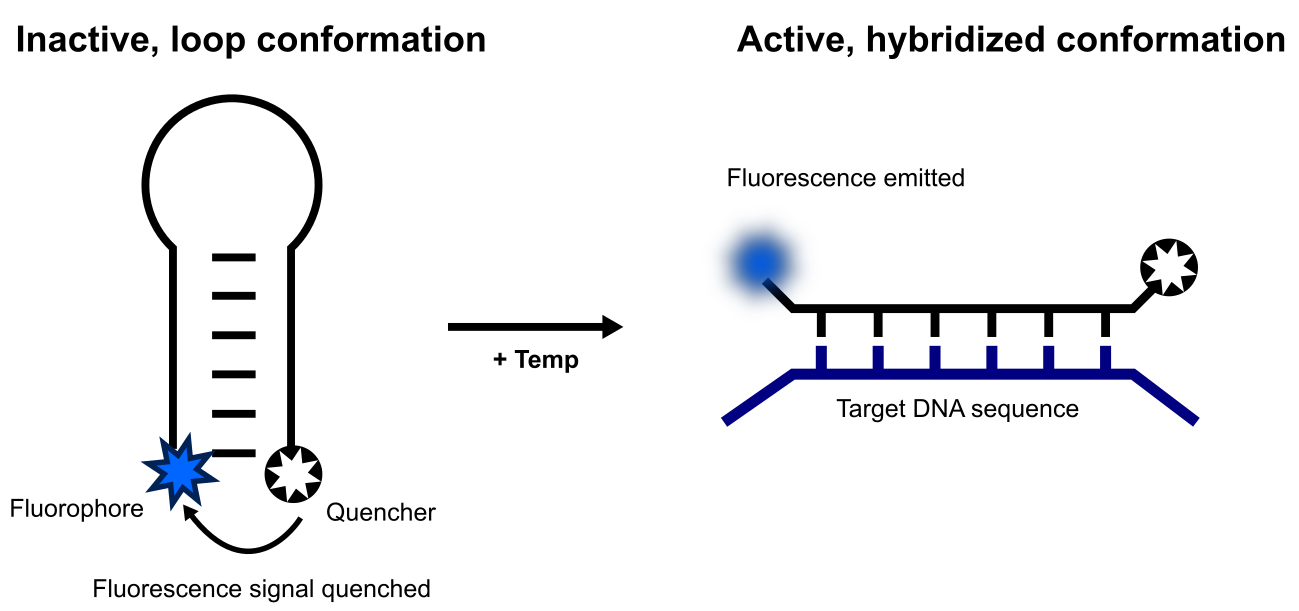 Inactive, loop conformation
Active, hybridized conformation
Fluorescence emitted
+ Temp
Target DNA sequence
Fluorophore
Quencher
Fluorescence signal quenched